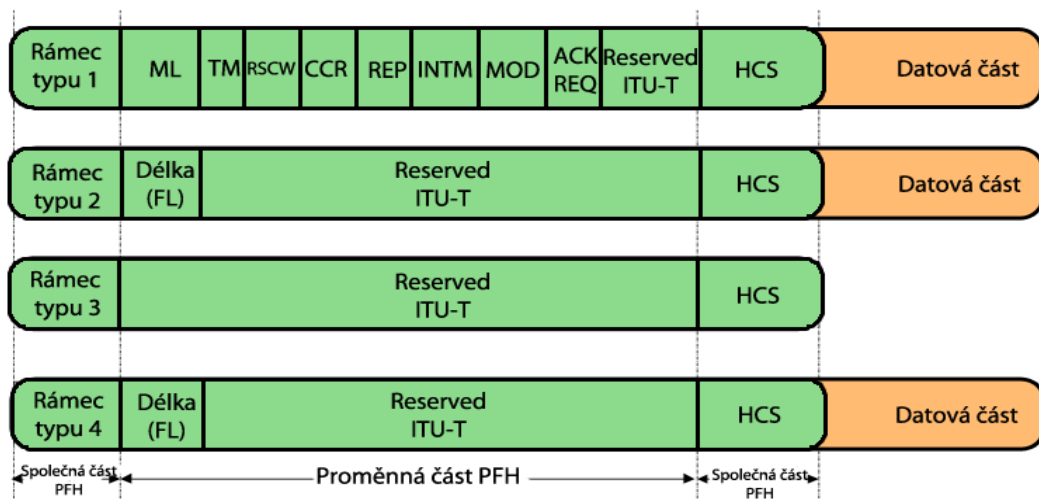 Rámec
typu 1
ML
TM
RSCW
CCR
REP
INTM
MOD
ACK
REQ
Reserved
ITU-T
HCS
Datová část
Rámec
typu 2
Délka
(FL)
Reserved
ITU-T
HCS
Datová část
Rámec
typu 3
Reserved
ITU-T
HCS
Rámec
typu 4
Délka
(FL)
Reserved
ITU-T
HCS
Datová část
Společná část
PFH
Proměnná část PFH
Společná část
PFH